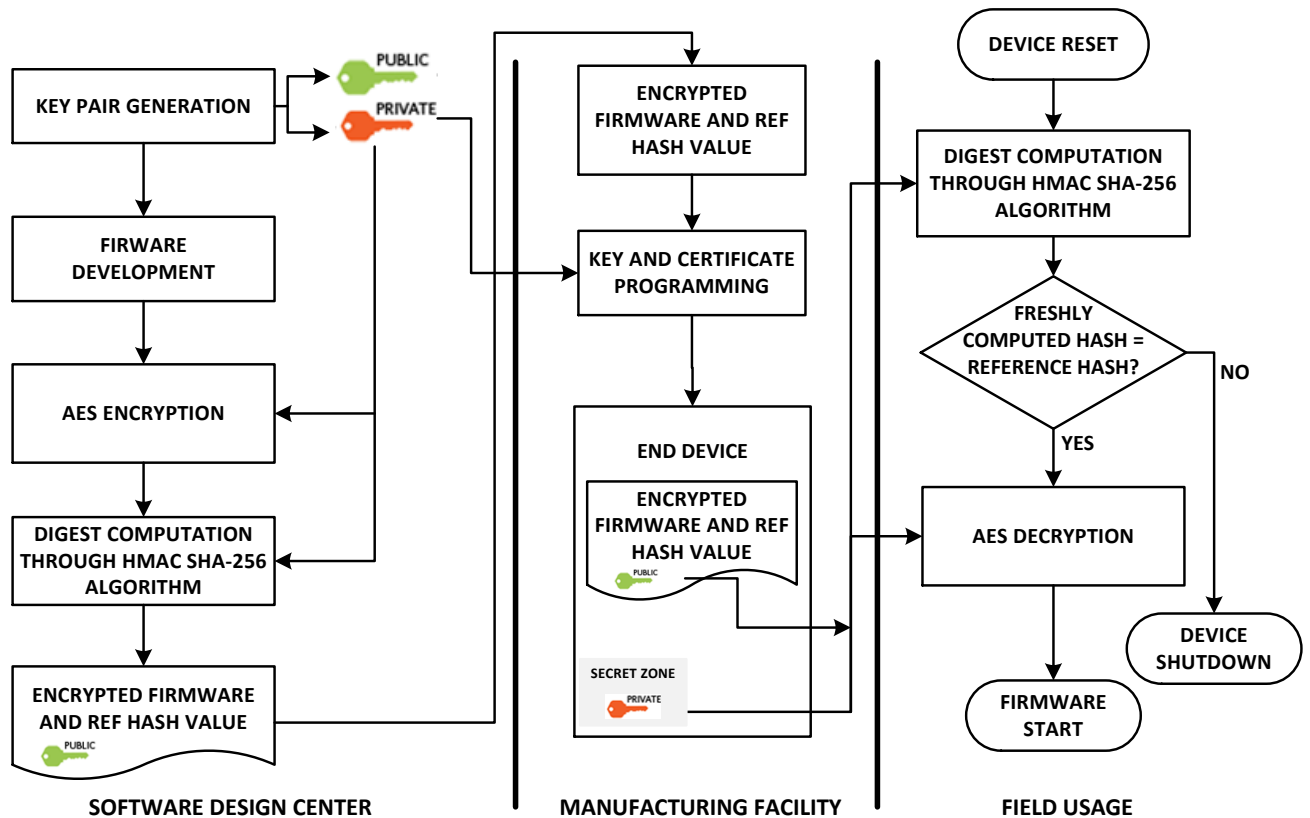 KEY PAIR GENERATION
PUBLIC
PRIVATE
FIRWARE
DEVELOPMENT
AES ENCRYPTION
DIGEST COMPUTATION
THROUGH HMAC SHA-256
ALGORITHM
ENCRYPTED FIRMWARE
AND REF HASH VALUE
PUBLIC
SOFTWARE DESIGN CENTER
ENCRYPTED
FIRMWARE AND REF
HASH VALUE
KEY AND CERTIFICATE
PROGRAMMING
END DEVICE
ENCRYPTED
FIRMWARE AND REF
HASH VALUE
PUBLIC
SECRET ZONE
PRIVATE
MANUFACTURING FACILITY
DEVICE RESET
DIGEST COMPUTATION
THROUGH HMAC SHA-256
ALGORITHM
FRESHLY
COMPUTED HASH =
REFERENCE HASH?
NO
YES
AES DECRYPTION
DEVICE
SHUTDOWN
FIRMWARE
START
FIELD USAGE